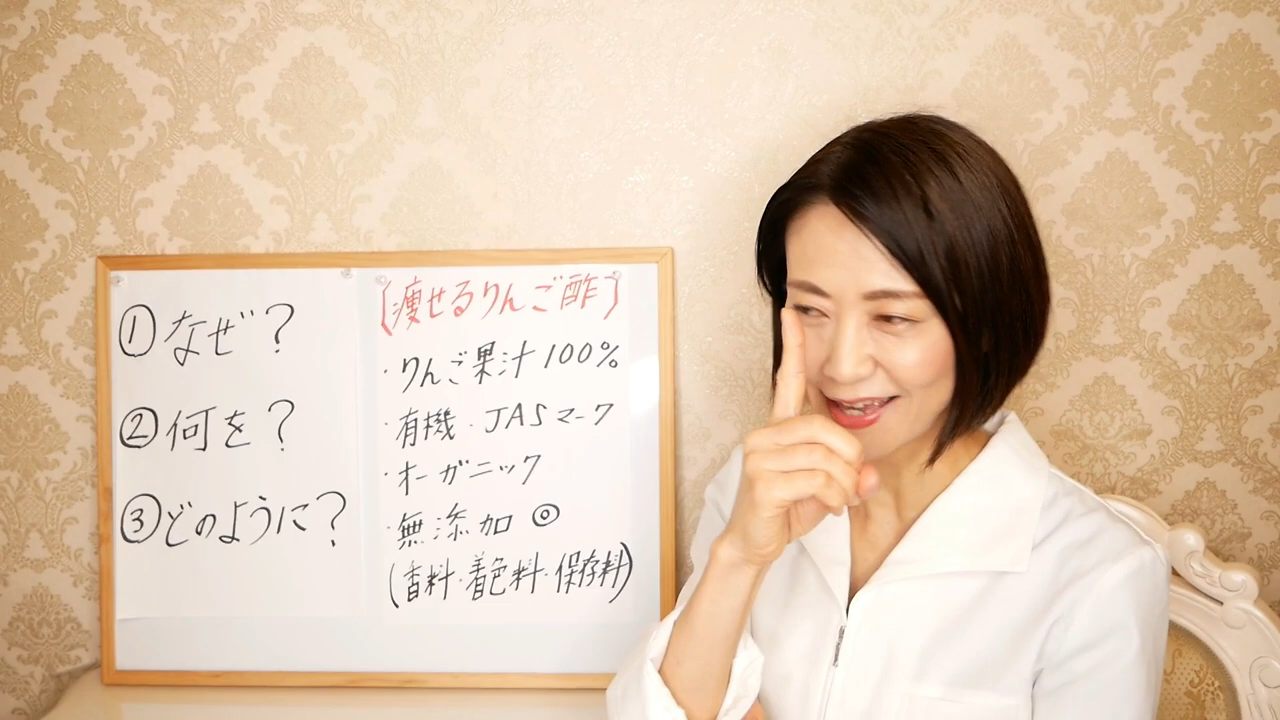 ①なぜ？
②何を？
③どのように？
〔痩せるりんご酢〕
・りんご果汁100%
・有機・JASマーク
・オーガニック
・無添加◎
(香料・着色料・保存料)